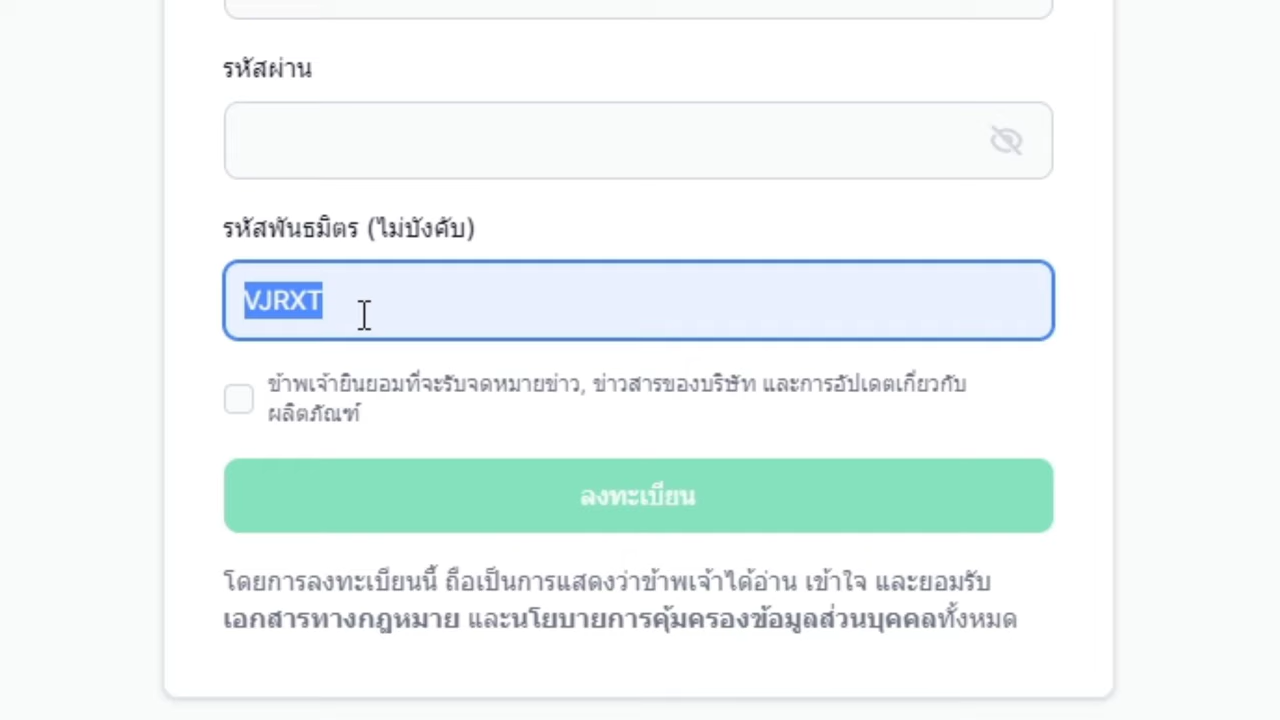 รหัสผ่าน
รหัสพันธมิตร (ไม่บังคับ)
VJRXT
ข้าพเจ้ายินยอมที่จะรับจดหมายข่าว, ข่าวสารของบริษัท และการอัปเดตเกี่ยวกับ
ผลิตภัณฑ์
ลงทะเบียน
โดยการลงทะเบียนนี้ ถือเป็นการแสดงว่าข้าพเจ้าได้อ่าน เข้าใจ และยอมรับ
เอกสารทางกฎหมาย และนโยบายการคุ้มครองข้อมูลส่วนบุคคลทั้งหมด